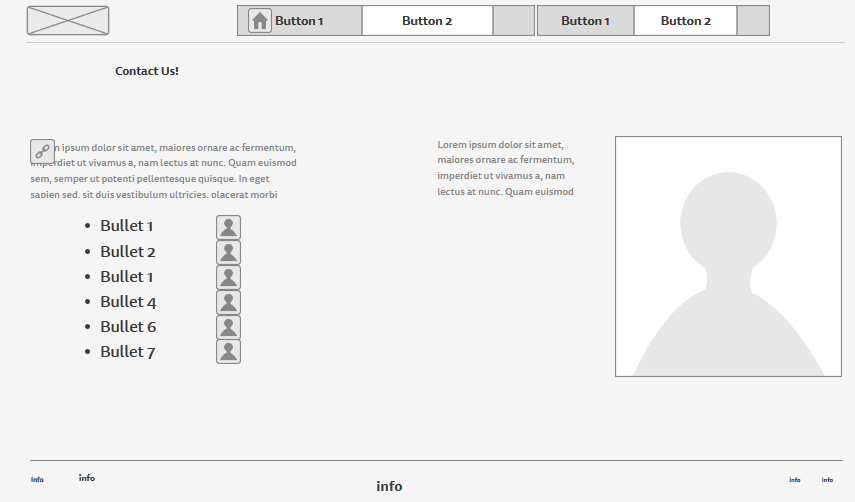 Button 1 Button 2 Button 1 Button 2
Contact Us!
ipsum dolor sit amet, maiores ornare ac fermentum,
imperdiet ut vivamus a, nam lectus at nunc. Quam euismod
sem, semper ut potenti pellentesque quisque. In eget
sapien sed, sit duis vestibulum ultricies, placerat morbi
Lorem ipsum dolor sit amet,
maiores ornare ac fermentum,
imperdiet ut vivamus a, nam
lectus at nunc. Quam euismod
• Bullet 1
• Bullet 2
• Bullet 1
• Bullet 4
• Bullet 6
• Bullet 7
Info info info info info